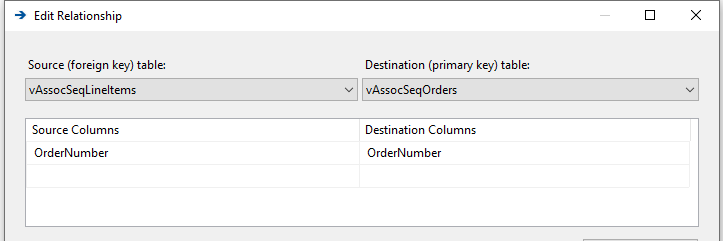 Edit Relationship
Source (foreign key) table: Destination (primary key) table:
vAssocSeqLineItems vAssocSeqOrders
Source Columns Destination Columns
OrderNumber OrderNumber